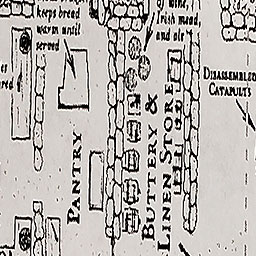 keeps bread
warm until
served
of wine,
Irish mead,
and ale
DISASSEMBLED
CATAPULTS
PANTRY
BUTTERY &
LINEN STORE